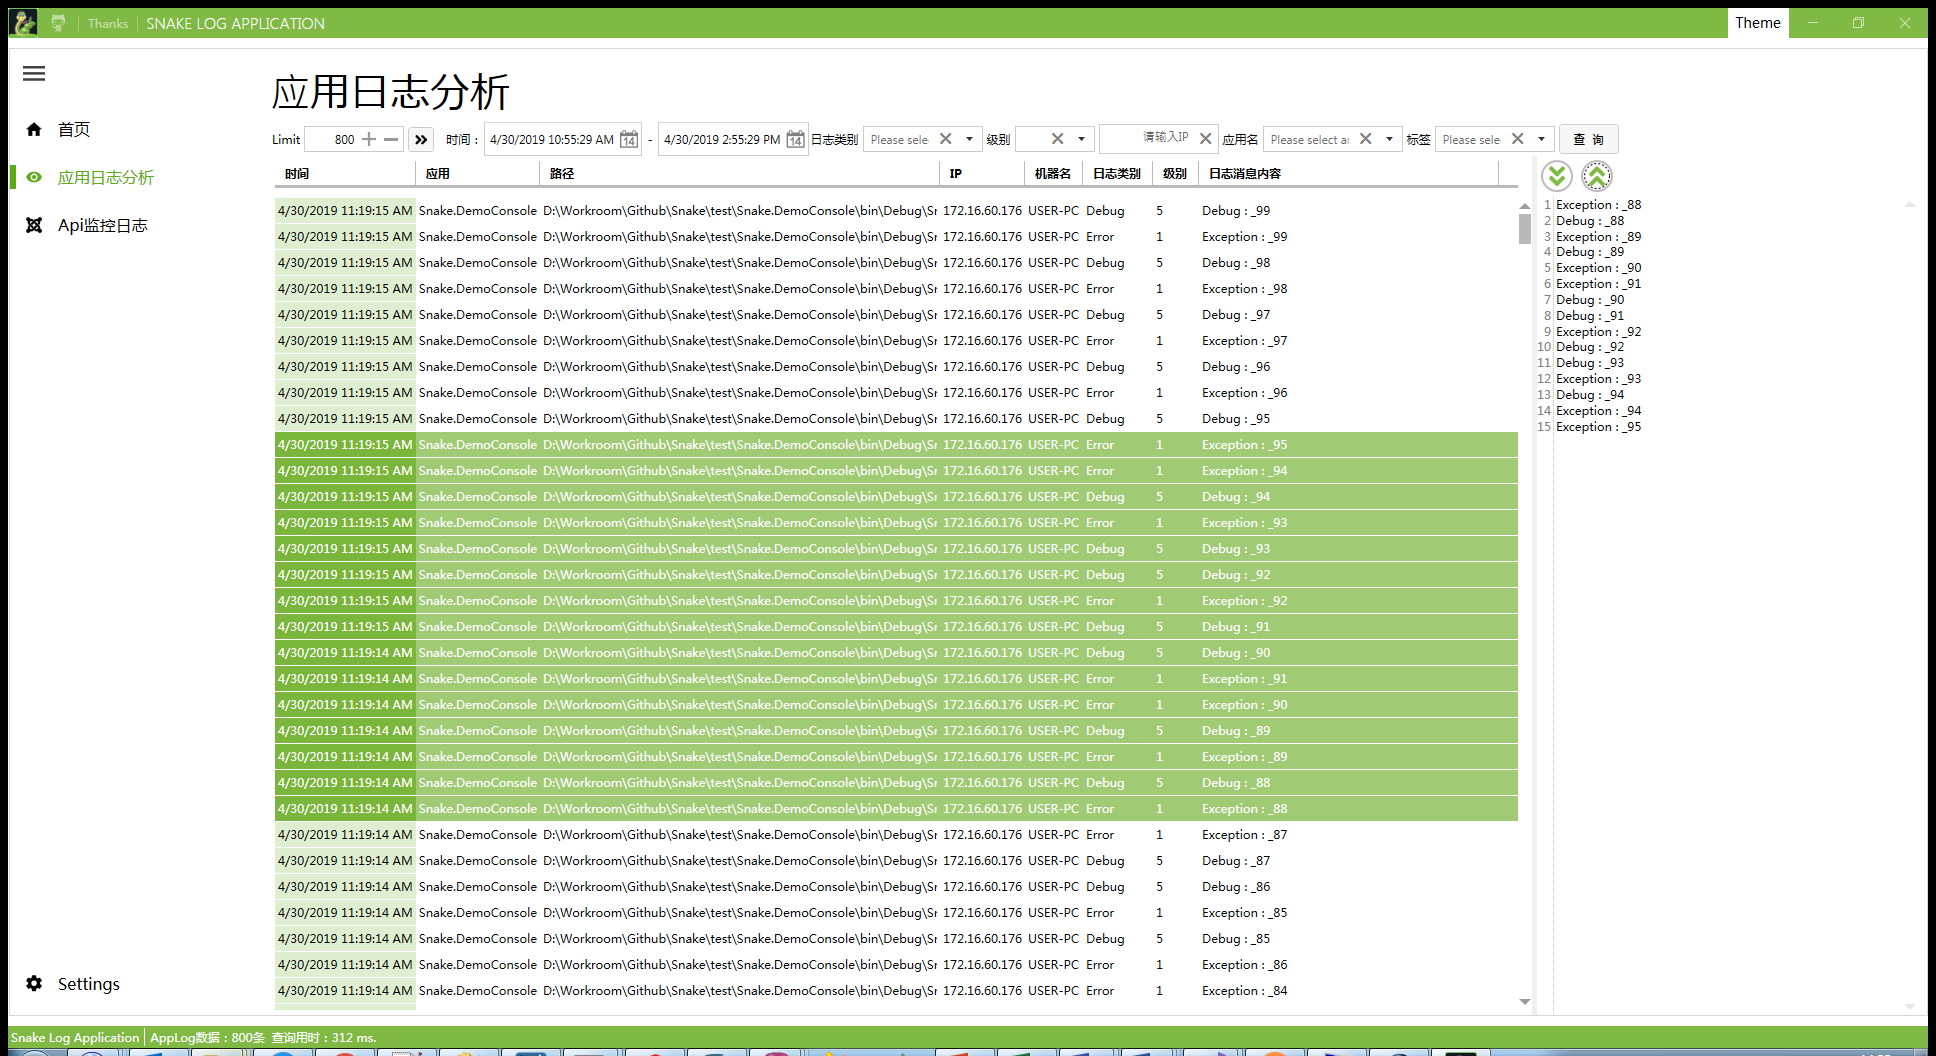 Thanks SNAKE LOG APPLICATION Theme
应用日志分析
首页
应用日志分析
Api监控日志
Settings
Limit 800 时间： 4/30/2019 10:55:29 AM 14 - 4/30/2019 2:55:29 PM 14 日志类别 Please sele 级别 请输入IP 应用名 Please select a 标签 Please sele 查 询
时间 应用 路径 IP 机器名 日志类别 级别 日志消息内容
4/30/2019 11:19:15 AM Snake.DemoConsole D:\Workroom\Github\Snake\test\Snake.DemoConsole\bin\Debug\Sr 172.16.60.176 USER-PC Debug 5 Debug : _99
4/30/2019 11:19:15 AM Snake.DemoConsole D:\Workroom\Github\Snake\test\Snake.DemoConsole\bin\Debug\Sr 172.16.60.176 USER-PC Error 1 Exception : _99
4/30/2019 11:19:15 AM Snake.DemoConsole D:\Workroom\Github\Snake\test\Snake.DemoConsole\bin\Debug\Sr 172.16.60.176 USER-PC Debug 5 Debug : _98
4/30/2019 11:19:15 AM Snake.DemoConsole D:\Workroom\Github\Snake\test\Snake.DemoConsole\bin\Debug\Sr 172.16.60.176 USER-PC Error 1 Exception : _98
4/30/2019 11:19:15 AM Snake.DemoConsole D:\Workroom\Github\Snake\test\Snake.DemoConsole\bin\Debug\Sr 172.16.60.176 USER-PC Debug 5 Debug : _97
4/30/2019 11:19:15 AM Snake.DemoConsole D:\Workroom\Github\Snake\test\Snake.DemoConsole\bin\Debug\Sr 172.16.60.176 USER-PC Error 1 Exception : _97
4/30/2019 11:19:15 AM Snake.DemoConsole D:\Workroom\Github\Snake\test\Snake.DemoConsole\bin\Debug\Sr 172.16.60.176 USER-PC Debug 5 Debug : _96
4/30/2019 11:19:15 AM Snake.DemoConsole D:\Workroom\Github\Snake\test\Snake.DemoConsole\bin\Debug\Sr 172.16.60.176 USER-PC Error 1 Exception : _96
4/30/2019 11:19:15 AM Snake.DemoConsole D:\Workroom\Github\Snake\test\Snake.DemoConsole\bin\Debug\Sr 172.16.60.176 USER-PC Debug 5 Debug : _95
4/30/2019 11:19:15 AM Snake.DemoConsole D:\Workroom\Github\Snake\test\Snake.DemoConsole\bin\Debug\Sr 172.16.60.176 USER-PC Error 1 Exception : _95
4/30/2019 11:19:15 AM Snake.DemoConsole D:\Workroom\Github\Snake\test\Snake.DemoConsole\bin\Debug\Sr 172.16.60.176 USER-PC Error 1 Exception : _94
4/30/2019 11:19:15 AM Snake.DemoConsole D:\Workroom\Github\Snake\test\Snake.DemoConsole\bin\Debug\Sr 172.16.60.176 USER-PC Debug 5 Debug : _94
4/30/2019 11:19:15 AM Snake.DemoConsole D:\Workroom\Github\Snake\test\Snake.DemoConsole\bin\Debug\Sr 172.16.60.176 USER-PC Error 1 Exception : _93
4/30/2019 11:19:15 AM Snake.DemoConsole D:\Workroom\Github\Snake\test\Snake.DemoConsole\bin\Debug\Sr 172.16.60.176 USER-PC Debug 5 Debug : _93
4/30/2019 11:19:15 AM Snake.DemoConsole D:\Workroom\Github\Snake\test\Snake.DemoConsole\bin\Debug\Sr 172.16.60.176 USER-PC Debug 5 Debug : _92
4/30/2019 11:19:15 AM Snake.DemoConsole D:\Workroom\Github\Snake\test\Snake.DemoConsole\bin\Debug\Sr 172.16.60.176 USER-PC Error 1 Exception : _92
4/30/2019 11:19:15 AM Snake.DemoConsole D:\Workroom\Github\Snake\test\Snake.DemoConsole\bin\Debug\Sr 172.16.60.176 USER-PC Debug 5 Debug : _91
4/30/2019 11:19:14 AM Snake.DemoConsole D:\Workroom\Github\Snake\test\Snake.DemoConsole\bin\Debug\Sr 172.16.60.176 USER-PC Debug 5 Debug : _90
4/30/2019 11:19:14 AM Snake.DemoConsole D:\Workroom\Github\Snake\test\Snake.DemoConsole\bin\Debug\Sr 172.16.60.176 USER-PC Error 1 Exception : _91
4/30/2019 11:19:14 AM Snake.DemoConsole D:\Workroom\Github\Snake\test\Snake.DemoConsole\bin\Debug\Sr 172.16.60.176 USER-PC Error 1 Exception : _90
4/30/2019 11:19:14 AM Snake.DemoConsole D:\Workroom\Github\Snake\test\Snake.DemoConsole\bin\Debug\Sr 172.16.60.176 USER-PC Debug 5 Debug : _89
4/30/2019 11:19:14 AM Snake.DemoConsole D:\Workroom\Github\Snake\test\Snake.DemoConsole\bin\Debug\Sr 172.16.60.176 USER-PC Error 1 Exception : _89
4/30/2019 11:19:14 AM Snake.DemoConsole D:\Workroom\Github\Snake\test\Snake.DemoConsole\bin\Debug\Sr 172.16.60.176 USER-PC Debug 5 Debug : _88
4/30/2019 11:19:14 AM Snake.DemoConsole D:\Workroom\Github\Snake\test\Snake.DemoConsole\bin\Debug\Sr 172.16.60.176 USER-PC Error 1 Exception : _88
4/30/2019 11:19:14 AM Snake.DemoConsole D:\Workroom\Github\Snake\test\Snake.DemoConsole\bin\Debug\Sr 172.16.60.176 USER-PC Error 1 Exception : _87
4/30/2019 11:19:14 AM Snake.DemoConsole D:\Workroom\Github\Snake\test\Snake.DemoConsole\bin\Debug\Sr 172.16.60.176 USER-PC Debug 5 Debug : _87
4/30/2019 11:19:14 AM Snake.DemoConsole D:\Workroom\Github\Snake\test\Snake.DemoConsole\bin\Debug\Sr 172.16.60.176 USER-PC Debug 5 Debug : _86
4/30/2019 11:19:14 AM Snake.DemoConsole D:\Workroom\Github\Snake\test\Snake.DemoConsole\bin\Debug\Sr 172.16.60.176 USER-PC Error 1 Exception : _85
4/30/2019 11:19:14 AM Snake.DemoConsole D:\Workroom\Github\Snake\test\Snake.DemoConsole\bin\Debug\Sr 172.16.60.176 USER-PC Debug 5 Debug : _85
4/30/2019 11:19:14 AM Snake.DemoConsole D:\Workroom\Github\Snake\test\Snake.DemoConsole\bin\Debug\Sr 172.16.60.176 USER-PC Error 1 Exception : _86
4/30/2019 11:19:14 AM Snake.DemoConsole D:\Workroom\Github\Snake\test\Snake.DemoConsole\bin\Debug\Sr 172.16.60.176 USER-PC Error 1 Exception : _84
1 Exception : _88
2 Debug : _88
3 Exception : _89
4 Debug : _89
5 Exception : _90
6 Exception : _91
7 Debug : _90
8 Debug : _91
9 Exception : _92
10 Debug : _92
11 Debug : _93
12 Exception : _93
13 Debug : _94
14 Exception : _94
15 Exception : _95
Snake Log Application AppLog数据：800条 查询用时：312 ms.